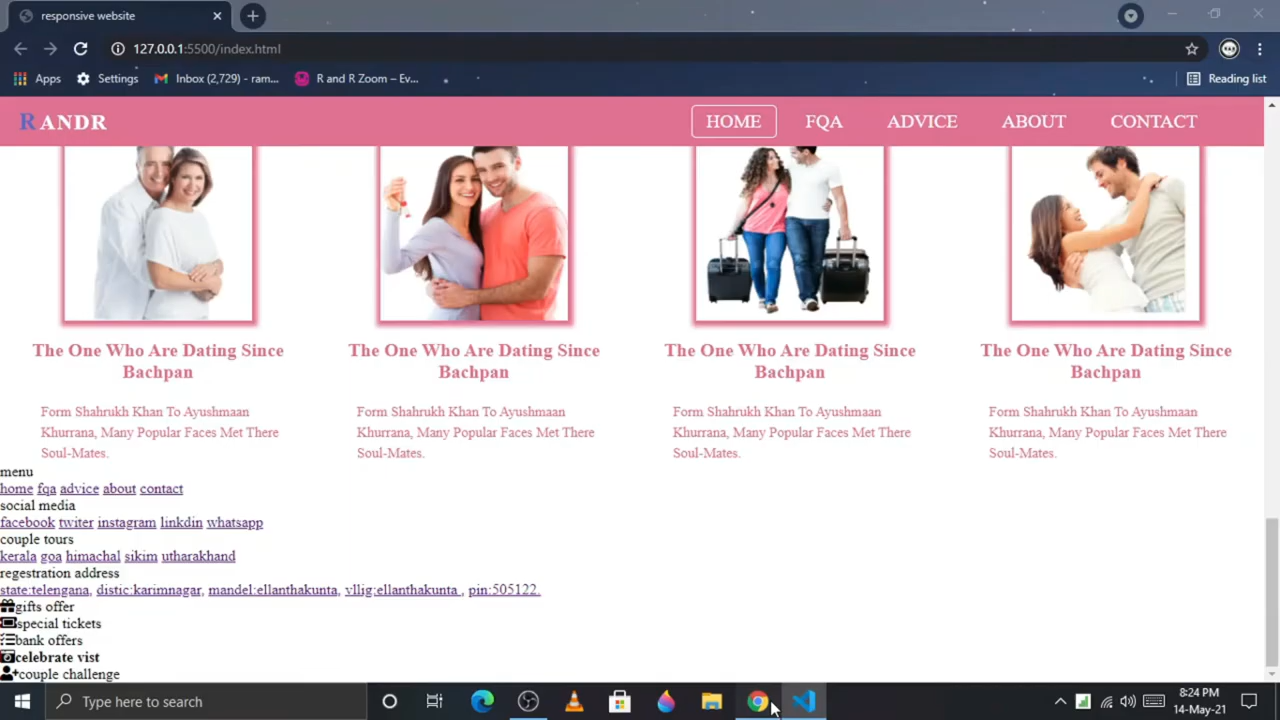 responsive website
127.0.0.1:5500/index.html
Apps Settings Inbox (2,729) - ram... R and R Zoom – Ev... Reading list
R ANDR HOME FQA ADVICE ABOUT CONTACT
The One Who Are Dating Since The One Who Are Dating Since The One Who Are Dating Since The One Who Are Dating Since
Bachpan Bachpan Bachpan Bachpan
Form Shahrukh Khan To Ayushmaan Form Shahrukh Khan To Ayushmaan Form Shahrukh Khan To Ayushmaan Form Shahrukh Khan To Ayushmaan
Khurrana, Many Popular Faces Met There Khurrana, Many Popular Faces Met There Khurrana, Many Popular Faces Met There Khurrana, Many Popular Faces Met There
Soul-Mates. Soul-Mates. Soul-Mates. Soul-Mates.
menu
home fqa advice about contact
social media
facebook twiter instagram linkdin whatsapp
couple tours
kerala goa himachal sikim utharakhand
regestration address
state:telengana, distic:karimnagar, mandel:ellanthakunta, vllig:ellanthakunta , pin:505122.
gifts offer
special tickets
bank offers
celebrate vist
couple challenge
Type here to search
8:24 PM
14-May-21